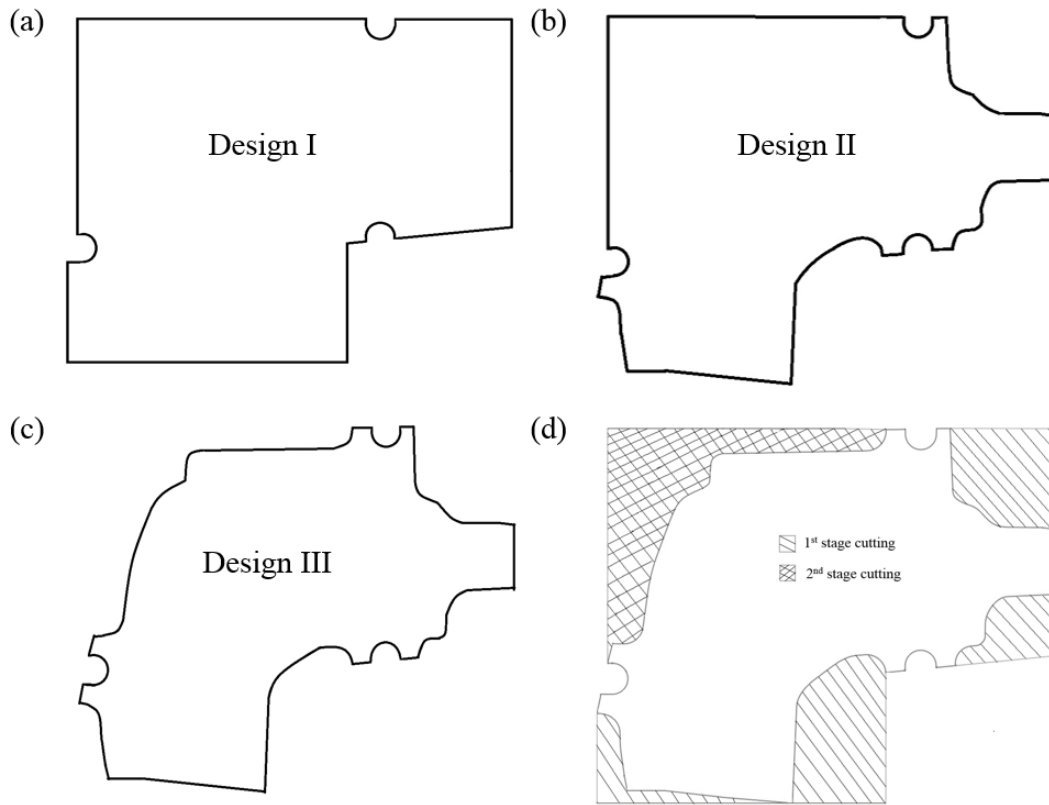 (a)
Design I
(b)
Design II
(c)
Design III
(d)
1st stage cutting
2nd stage cutting